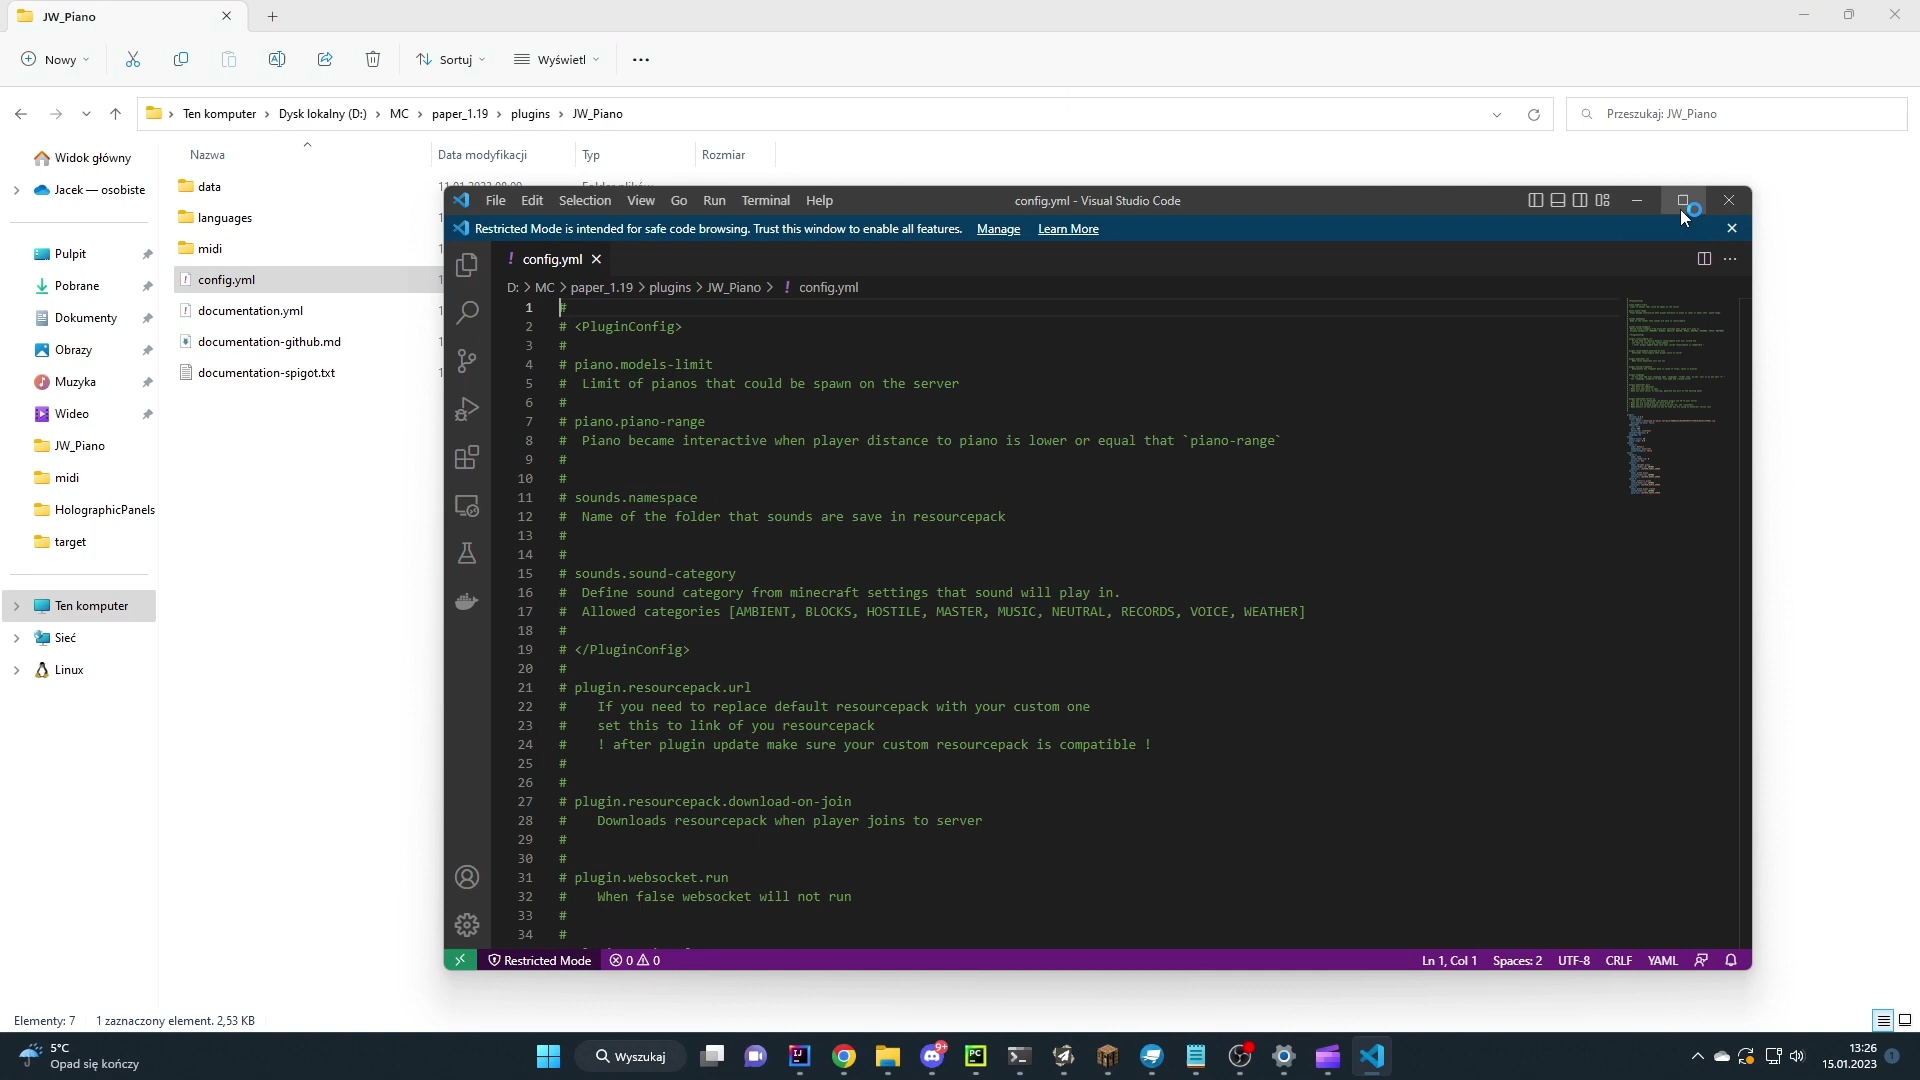 JW_Piano
Nowy
Sortuj
Wyświetl
Ten komputer
Dysk lokalny (D:)
MC
paper_1.19
plugins
JW_Piano
Przeszukaj: JW_Piano
Widok główny
Jacek — osobiste
Pulpit
Pobrane
Dokumenty
Obrazy
Muzyka
Wideo
JW_Piano
midi
HolographicPanels
target
Ten komputer
Sieć
Linux
Nazwa
Data modyfikacji
Typ
Rozmiar
data
languages
midi
config.yml
documentation.yml
documentation-github.md
documentation-spigot.txt
File Edit Selection View Go Run Terminal Help
config.yml - Visual Studio Code
Restricted Mode is intended for safe code browsing. Trust this window to enable all features. Manage Learn More
! config.yml
D: > MC > paper_1.19 > plugins > JW_Piano > ! config.yml
1 #
2 # <PluginConfig>
3 #
4 # piano.models-limit
5 #  Limit of pianos that could be spawn on the server
6 #
7 # piano.piano-range
8 #  Piano became interactive when player distance to piano is lower or equal that `piano-range`
9 #
10 #
11 # sounds.namespace
12 #  Name of the folder that sounds are save in resourcepack
13 #
14 #
15 # sounds.sound-category
16 #  Define sound category from minecraft settings that sound will play in.
17 #  Allowed categories [AMBIENT, BLOCKS, HOSTILE, MASTER, MUSIC, NEUTRAL, RECORDS, VOICE, WEATHER]
18 #
19 # </PluginConfig>
20 #
21 # plugin.resourcepack.url
22 #    If you need to replace default resourcepack with your custom one
23 #    set this to link of you resourcepack
24 #    ! after plugin update make sure your custom resourcepack is compatible !
25 #
26 #
27 # plugin.resourcepack.download-on-join
28 #    Downloads resourcepack when player joins to server
29 #
30 #
31 # plugin.websocket.run
32 #    When false websocket will not run
33 #
34 #
Restricted Mode
0 0
Ln 1, Col 1
Spaces: 2
UTF-8
CRLF
YAML
Elementy: 7
1 zaznaczony element. 2,53 KB
5°C
Opad się kończy
Wyszukaj
9+
13:26
15.01.2023
1